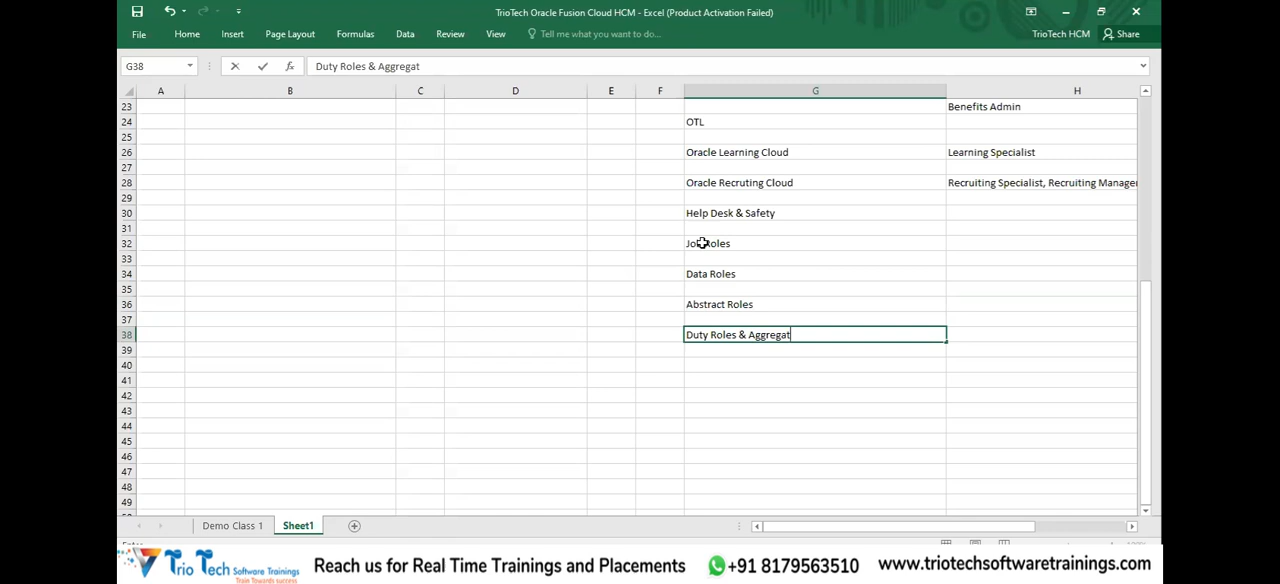 TrioTech Oracle Fusion Cloud HCM - Excel (Product Activation Failed)
File Home Insert Page Layout Formulas Data Review View Tell me what you want to do... TrioTech HCM Share
G38 fx Duty Roles & Aggregat
A B C D E F G H
23 Benefits Admin
24 OTL
25
26 Oracle Learning Cloud Learning Specialist
27
28 Oracle Recruting Cloud Recruiting Specialist, Recruiting Manager
29
30 Help Desk & Safety
31
32 Job Roles
33
34 Data Roles
35
36 Abstract Roles
37
38 Duty Roles & Aggregat
39
40
41
42
43
44
45
46
47
48
49
Demo Class 1 Sheet1
Trio Tech Software Trainings
Train Towards success
Reach us for Real Time Trainings and Placements +91 8179563510 www.triotechsoftwaretrainings.com